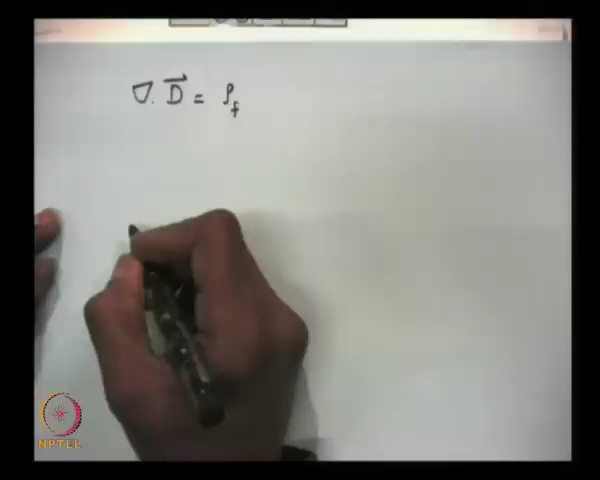 ∇. D⃗ = ρ_f
NPTEL